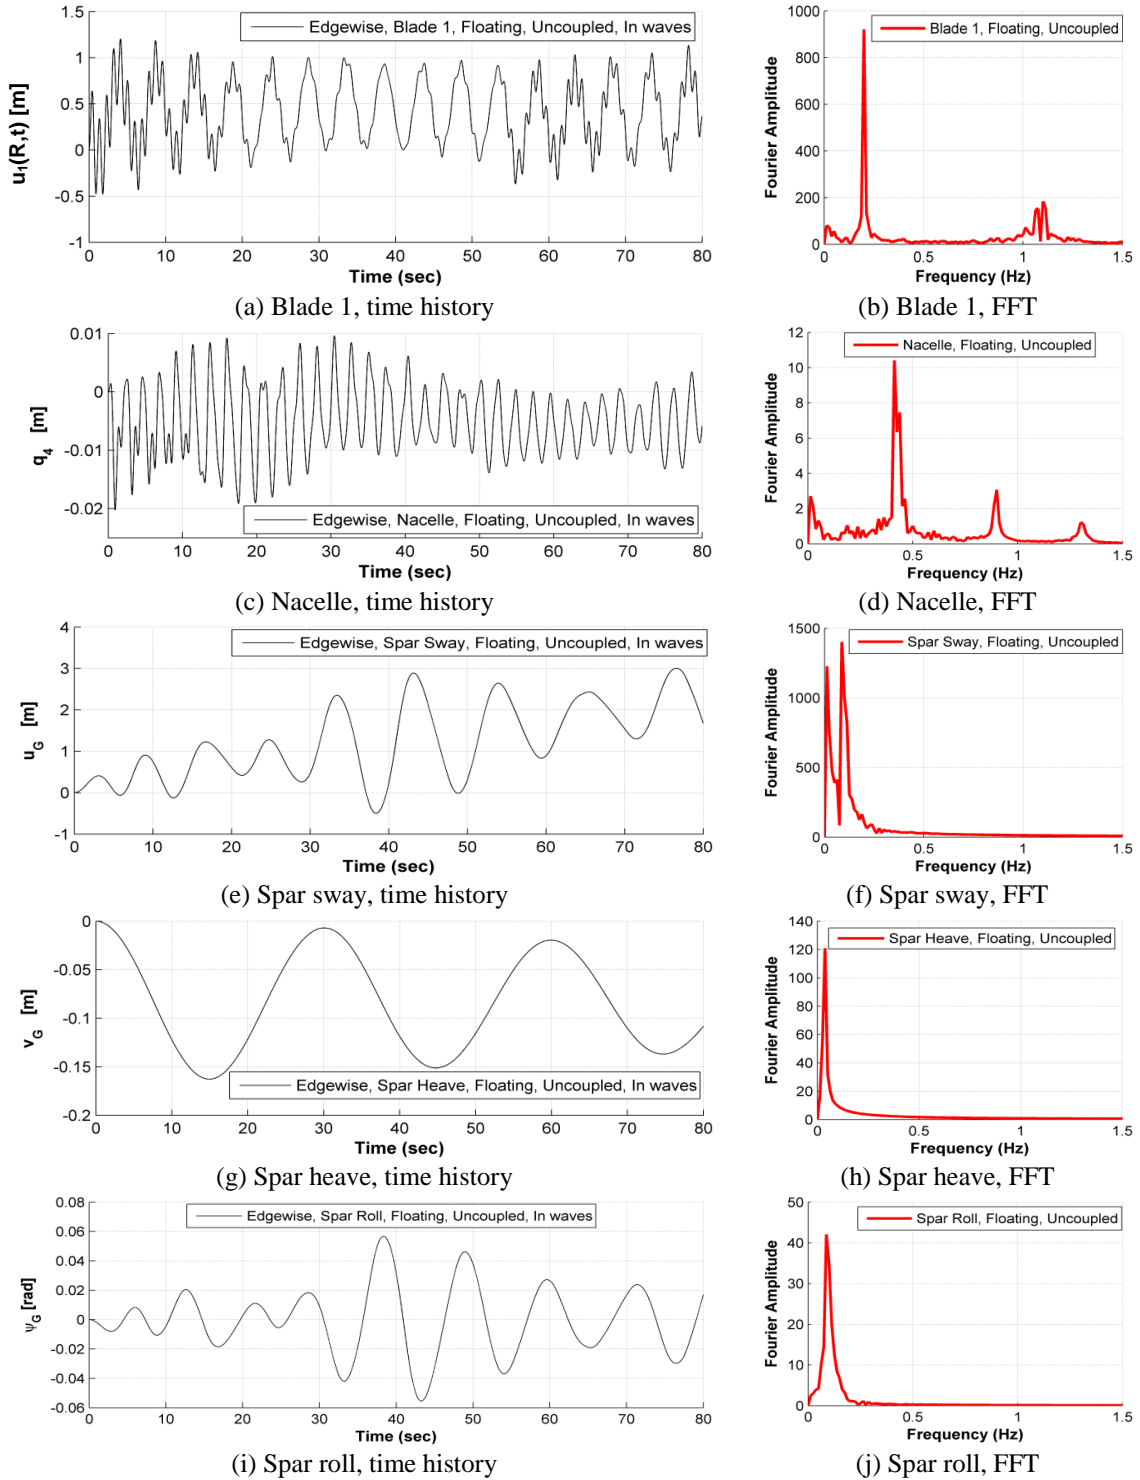 Edgewise, Blade 1, Floating, Uncoupled, In waves
u1(R,t) [m]
1.5
1
0.5
0
-0.5
-1
0 10 20 30 40 50 60 70 80
Time (sec)
(a) Blade 1, time history
Blade 1, Floating, Uncoupled
Fourier Amplitude
1000
800
600
400
200
0
0 0.5 1 1.5
Frequency (Hz)
(b) Blade 1, FFT
Edgewise, Nacelle, Floating, Uncoupled, In waves
q4 [m]
0.01
0
-0.01
-0.02
0 10 20 30 40 50 60 70 80
Time (sec)
(c) Nacelle, time history
Nacelle, Floating, Uncoupled
Fourier Amplitude
12
10
8
6
4
2
0
0 0.5 1 1.5
Frequency (Hz)
(d) Nacelle, FFT
Edgewise, Spar Sway, Floating, Uncoupled, In waves
uG [m]
4
3
2
1
0
-1
0 10 20 30 40 50 60 70 80
Time (sec)
(e) Spar sway, time history
Spar Sway, Floating, Uncoupled
Fourier Amplitude
1500
1000
500
0
0 0.5 1 1.5
Frequency (Hz)
(f) Spar sway, FFT
Edgewise, Spar Heave, Floating, Uncoupled, In waves
vG [m]
0
-0.05
-0.1
-0.15
-0.2
0 10 20 30 40 50 60 70 80
Time (sec)
(g) Spar heave, time history
Spar Heave, Floating, Uncoupled
Fourier Amplitude
140
120
100
80
60
40
20
0
0 0.5 1 1.5
Frequency (Hz)
(h) Spar heave, FFT
Edgewise, Spar Roll, Floating, Uncoupled, In waves
ψG [rad]
0.08
0.06
0.04
0.02
0
-0.02
-0.04
-0.06
0 10 20 30 40 50 60 70 80
Time (sec)
(i) Spar roll, time history
Spar Roll, Floating, Uncoupled
Fourier Amplitude
50
40
30
20
10
0
0 0.5 1 1.5
Frequency (Hz)
(j) Spar roll, FFT